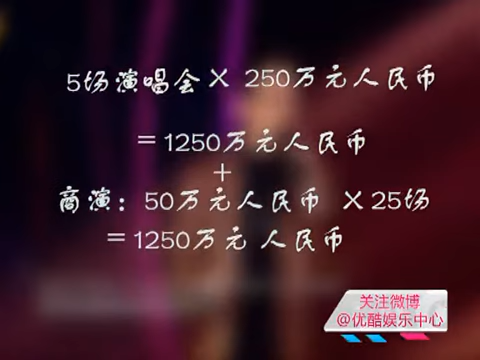 5场演唱会 × 250万元人民币
=1250万元人民币
+
商演：50万元人民币 ×25场
=1250万元 人民币
关注微博
@优酷娱乐中心